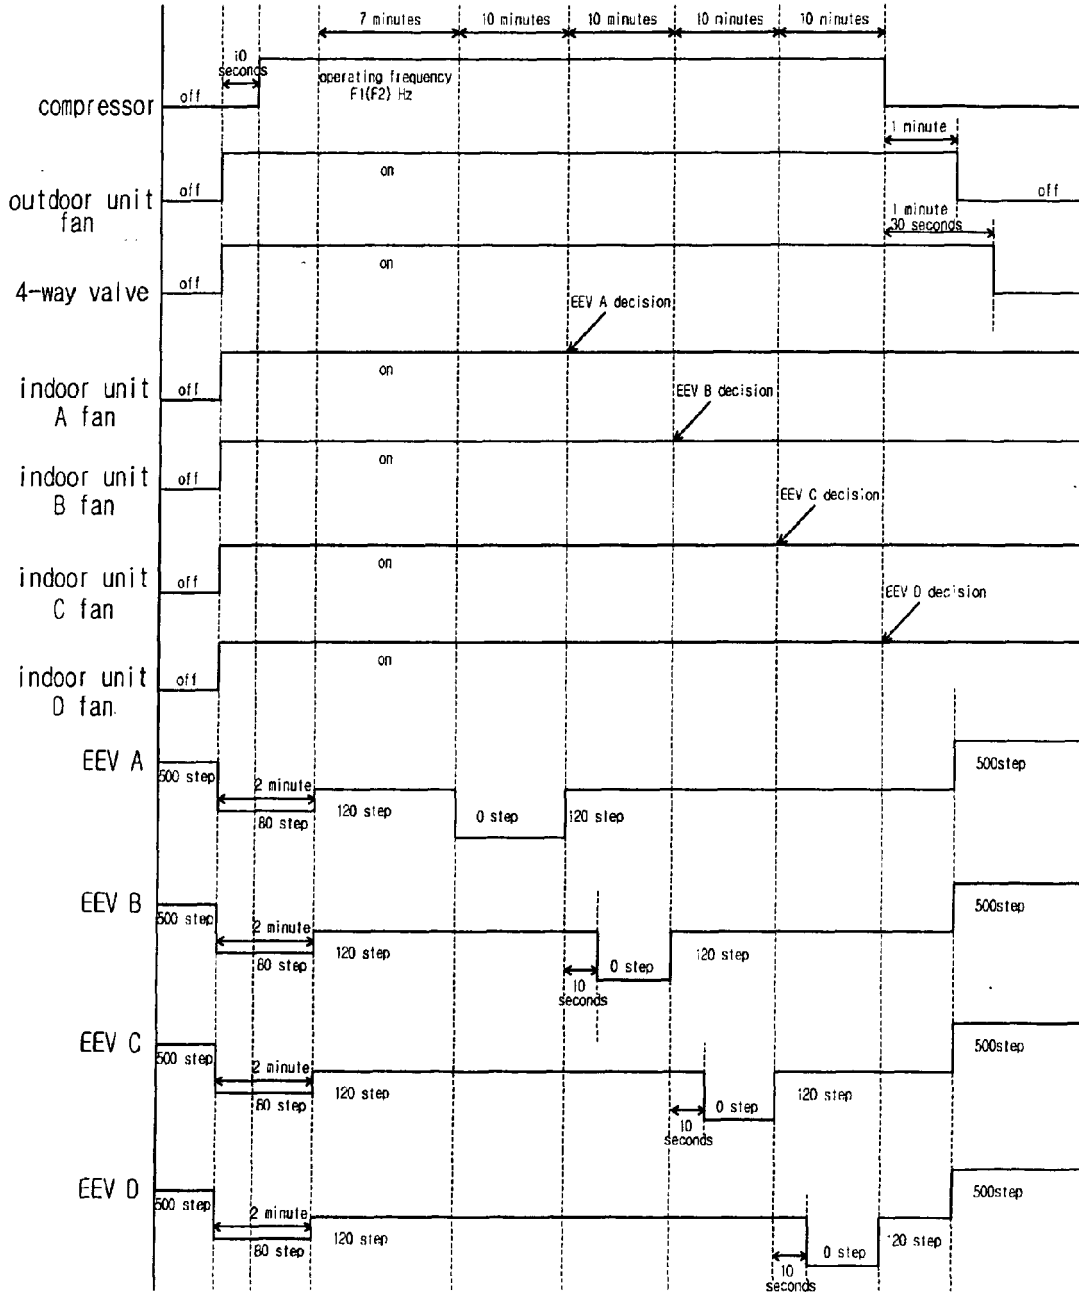 7 minutes 10 minutes 10 minutes 10 minutes 10 minutes
10
seconds
operating frequency
F1(F2) Hz
compressor
off
1 minute
outdoor unit
fan
off
on
off
1 minute
30 seconds
4-way valve
off
on
EEV A decision
indoor unit
A fan
off
on
EEV B decision
indoor unit
B fan
off
on
EEV C decision
indoor unit
C fan
off
on
EEV D decision
indoor unit
D fan
off
on
EEV A
500 step
2 minute
80 step
120 step
0 step
120 step
500step
EEV B
500 step
2 minute
80 step
120 step
10
seconds
0 step
120 step
500step
EEV C
500 step
2 minute
80 step
120 step
10
seconds
0 step
120 step
500step
EEV D
500 step
2 minute
80 step
120 step
10
seconds
0 step
120 step
500step